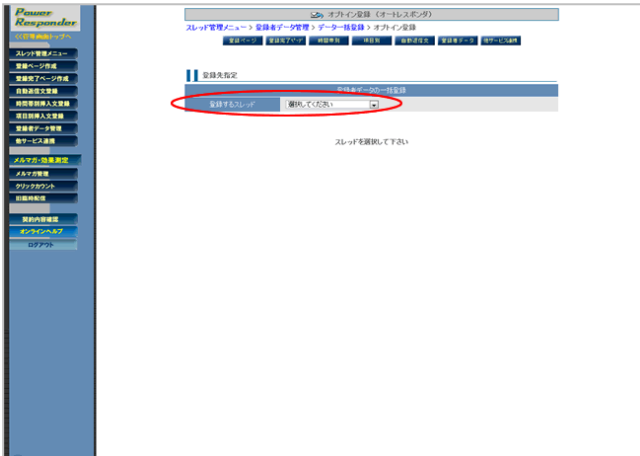 Power
Responder
<<管理画面トップへ
スレッド管理メニュー
登録ページ作成
登録完了ページ作成
自動返信文登録
時間帯別挿入文登録
項目別挿入文登録
登録者データ管理
他サービス連携
メルマガ・効果測定
メルマガ管理
クリックカウント
旧臨時配信
契約内容確認
オンラインヘルプ
ログアウト
オプトイン登録 （オートレスポンダ）
スレッド管理メニュー > 登録者データ管理 > データ一括登録 > オプトイン登録
登録ページ 登録完了ページ 時間帯別 項目別 自動返信文 登録者データ 他サービス連携
登録先指定
登録者データの一括登録
登録するスレッド 選択してください
スレッドを選択して下さい